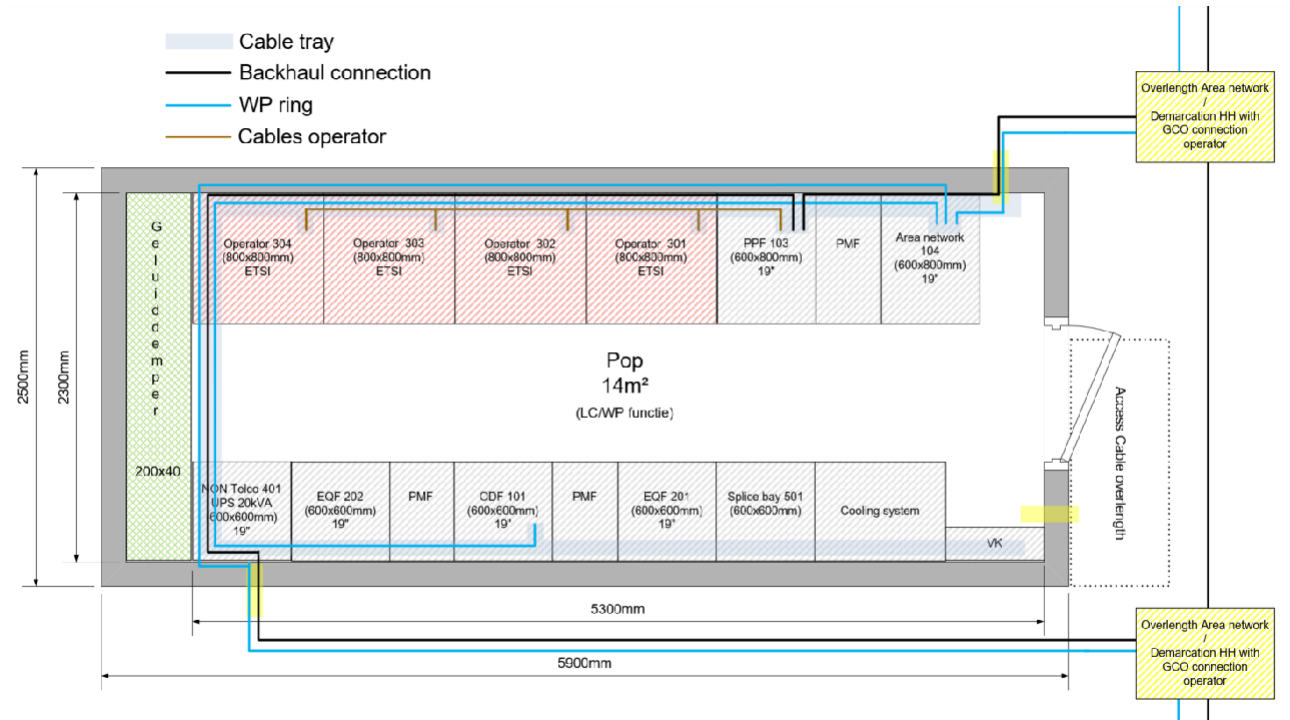 Cable tray
Backhaul connection
WP ring
Cables operator
Overlength Area network
/
Demarcation HH with
GCO connection
operator
Geluiddemper
200x40
Operator 304
(800x800mm)
ETSI
Operator 303
(800x800mm)
ETSI
Operator 302
(800x800mm)
ETSI
Operator 301
(800x800mm)
ETSI
PPF 103
(600x800mm)
19"
PMF
Area network
104
(600x800mm)
19"
2500mm
2300mm
Pop
14m²
(LC/WP functie)
Access Cable overlength
NON Telco 401
UPS 20kVA
(600x600mm)
19"
EQF 202
(600x600mm)
19"
PMF
CDF 101
(600x600mm)
19"
PMF
EQF 201
(600x600mm)
19"
Splice bay 501
(600x600mm)
Cooling system
VK
5300mm
5900mm
Overlength Area network
/
Demarcation HH with
GCO connection
operator